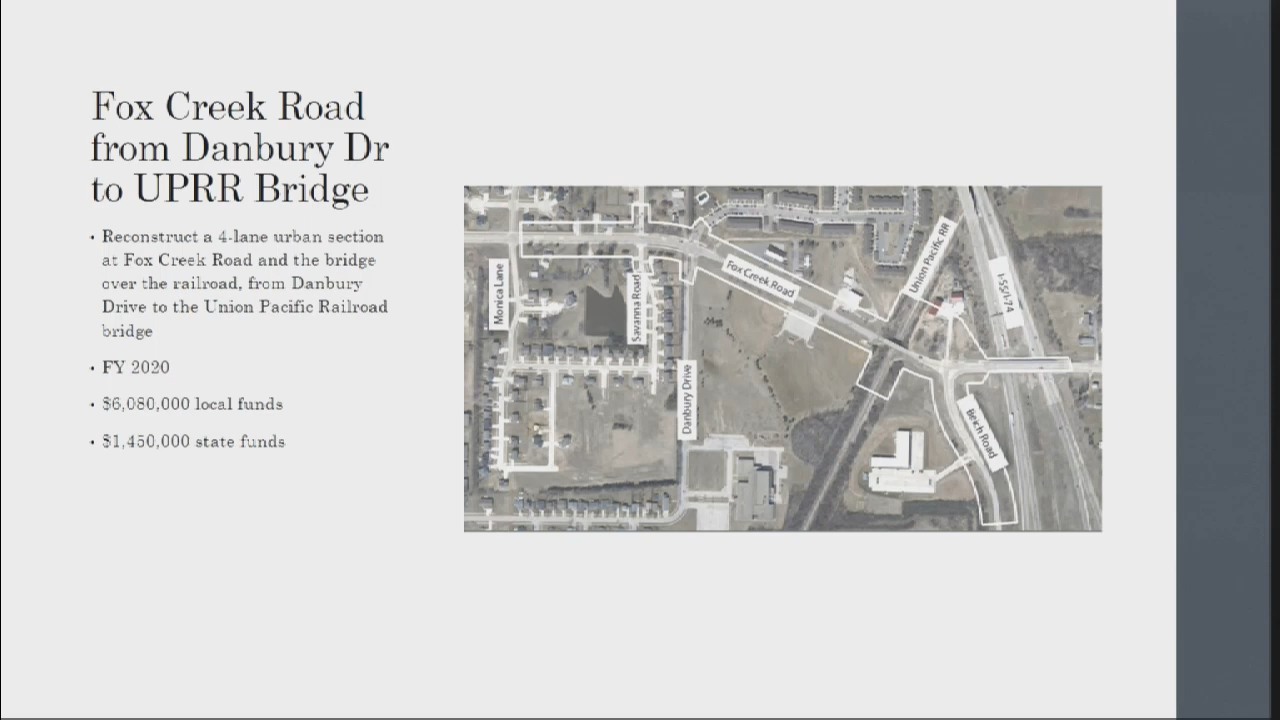 Fox Creek Road
from Danbury Dr
to UPRR Bridge
• Reconstruct a 4-lane urban section
at Fox Creek Road and the bridge
over the railroad, from Danbury
Drive to the Union Pacific Railroad
bridge
• FY 2020
• $6,080,000 local funds
• $1,450,000 state funds
Monica Lane
Savanna Road
Danbury Drive
Fox Creek Road
Union Pacific RR
I-55/I-74
Beich Road